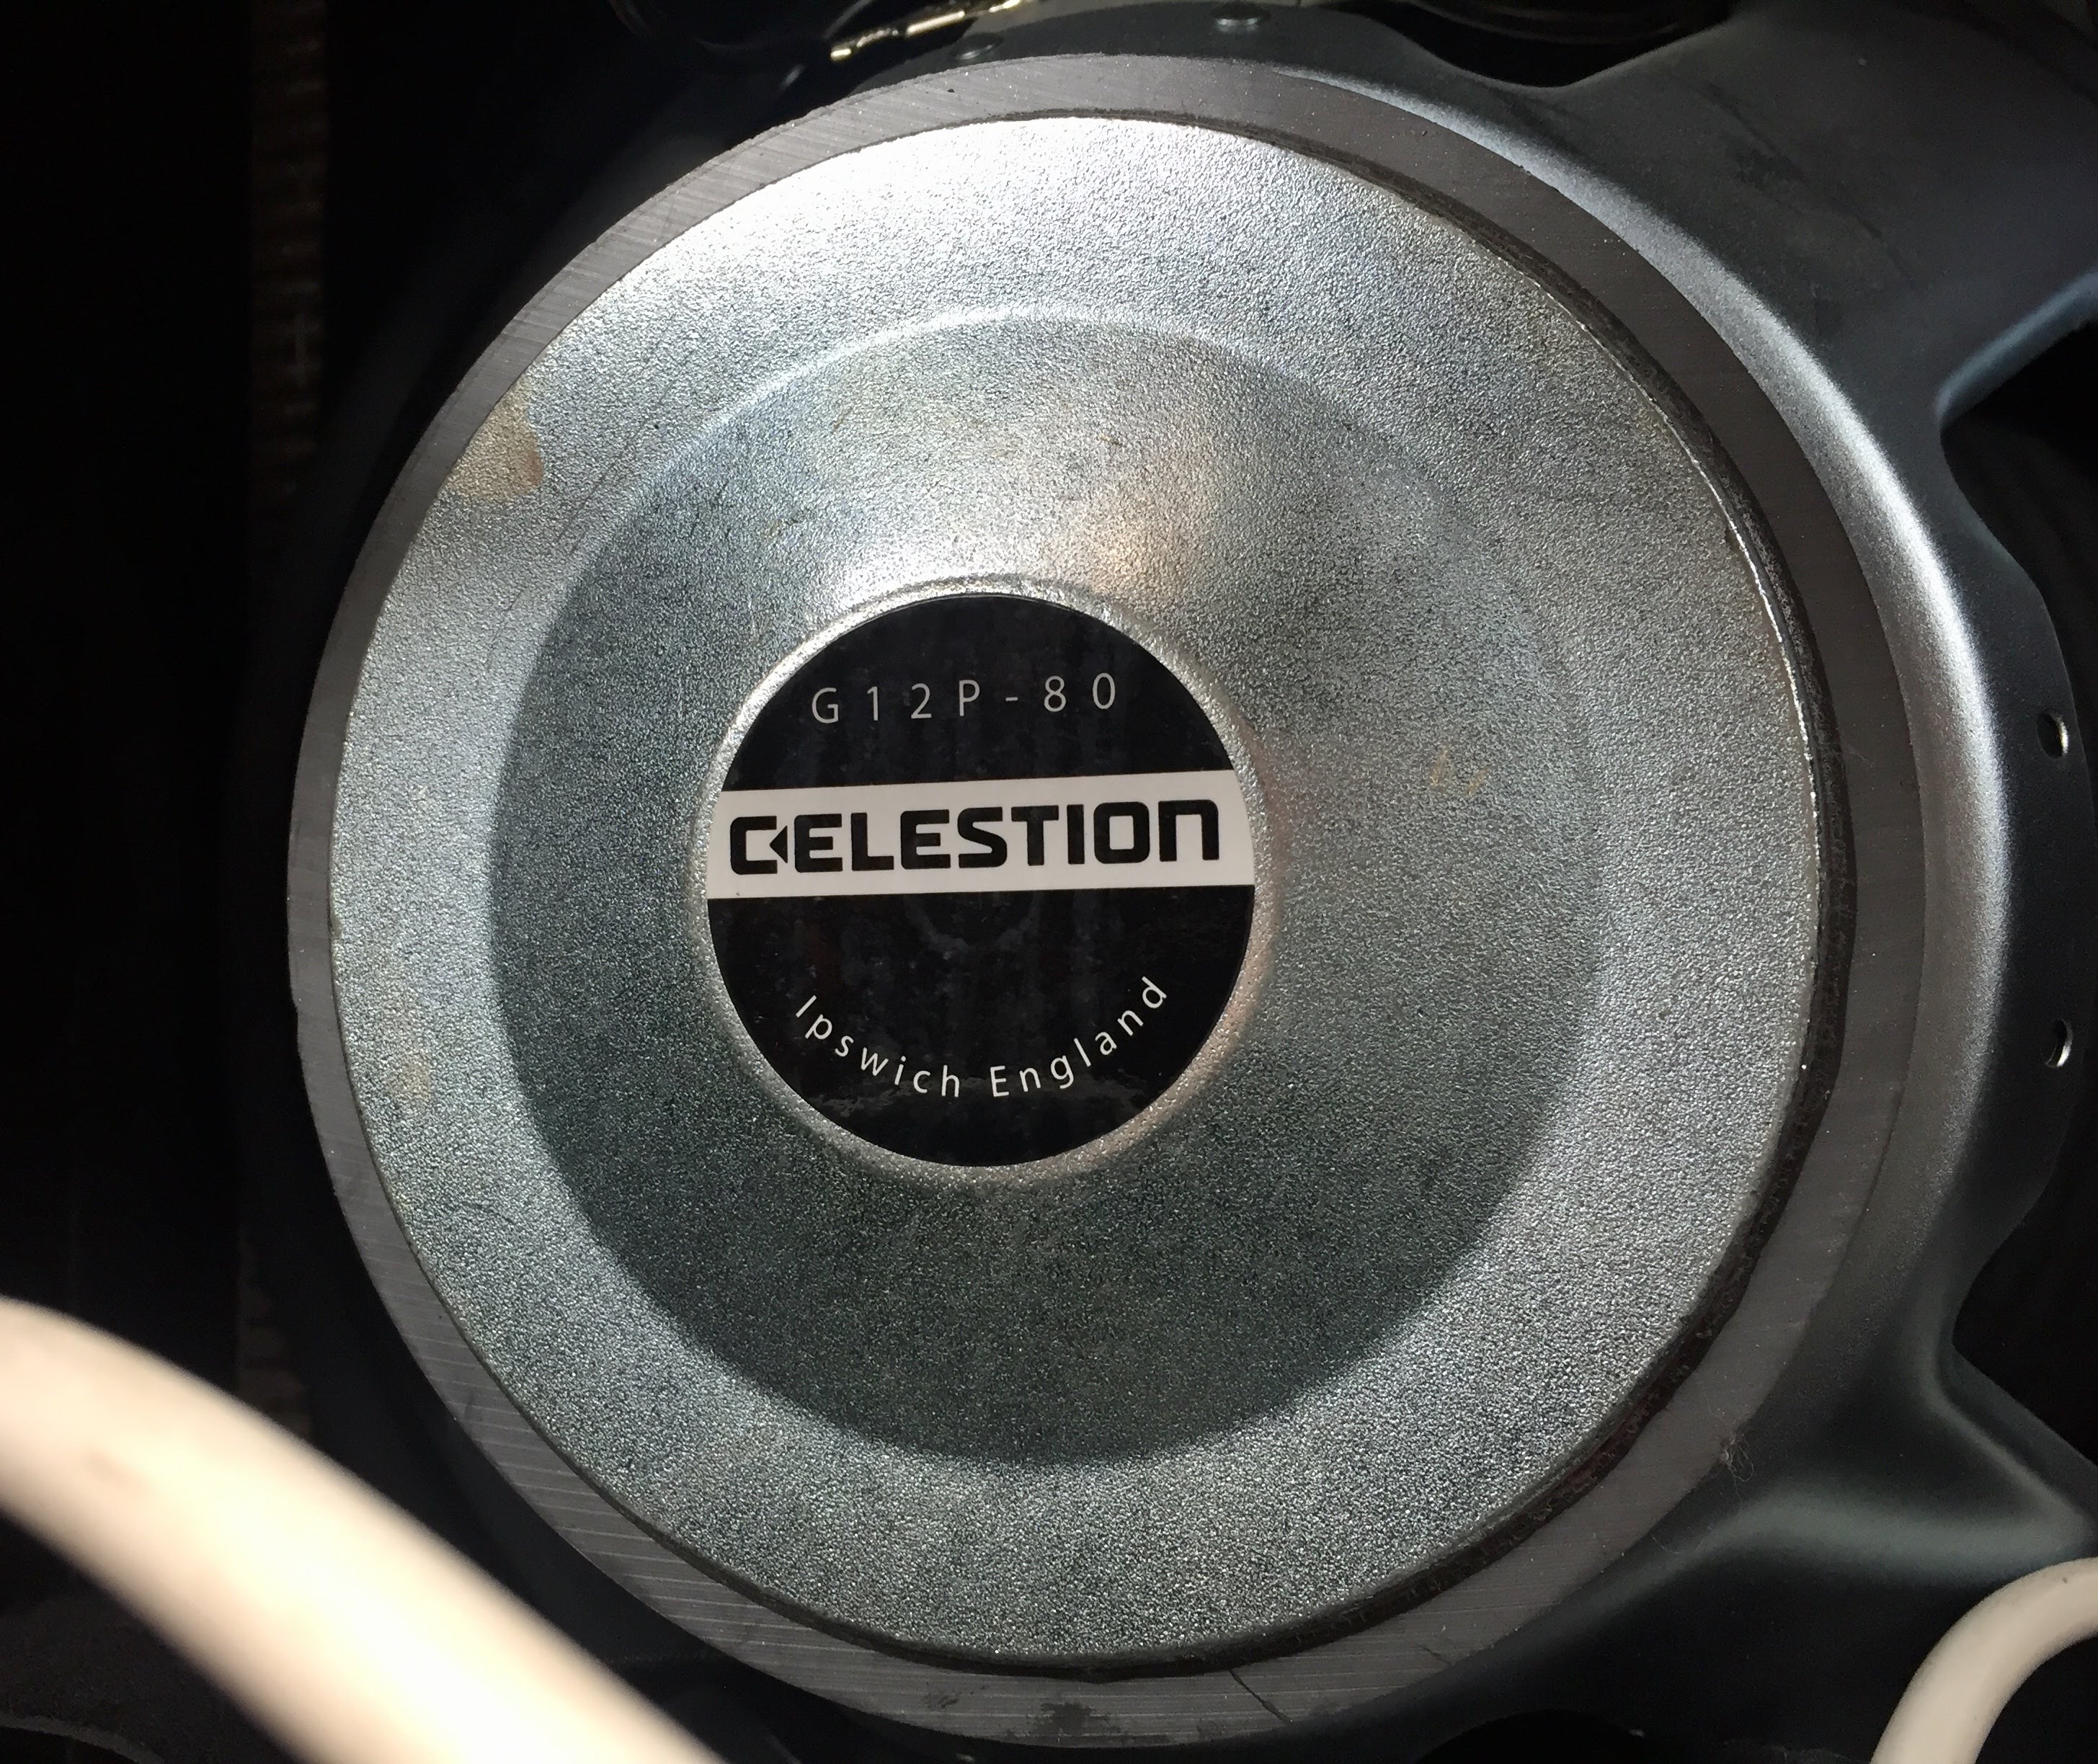 G12P-80
CELESTION
Ipswich England